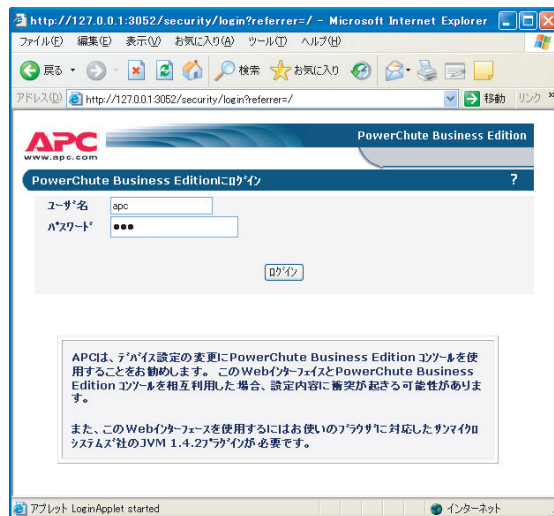 http://127.0.0.1:3052/security/login?referrer=/ - Microsoft Internet Explorer
ファイル(F) 編集(E) 表示(V) お気に入り(A) ツール(T) ヘルプ(H)
戻る 検索 お気に入り
アドレス(D) http://127.0.0.1:3052/security/login?referrer=/ 移動 リンク »
APC
www.apc.com
PowerChute Business Edition
PowerChute Business Editionにﾛｸﾞｲﾝ ?
ﾕｰｻﾞ名 apc
ﾊﾟｽﾜｰﾄﾞ ●●●
ﾛｸﾞｲﾝ
APCは、ﾃﾞﾊﾞｲｽ設定の変更にPowerChute Business Edition ｺﾝｿｰﾙを使
用することをお勧めします。 このWebｲﾝﾀｰﾌｪｲｽとPowerChute Business
Edition ｺﾝｿｰﾙを相互利用した場合、設定内容に衝突が起きる可能性がありま
す。
また、このWebｲﾝﾀｰﾌｪｰｽを使用するにはお使いのﾌﾞﾗｳｻﾞに対応したｻﾝﾏｲｸﾛ
ｼｽﾃﾑｽﾞ社のJVM 1.4.2ﾌﾟﾗｸﾞｲﾝが必要です。
アプレット LoginApplet started インターネット